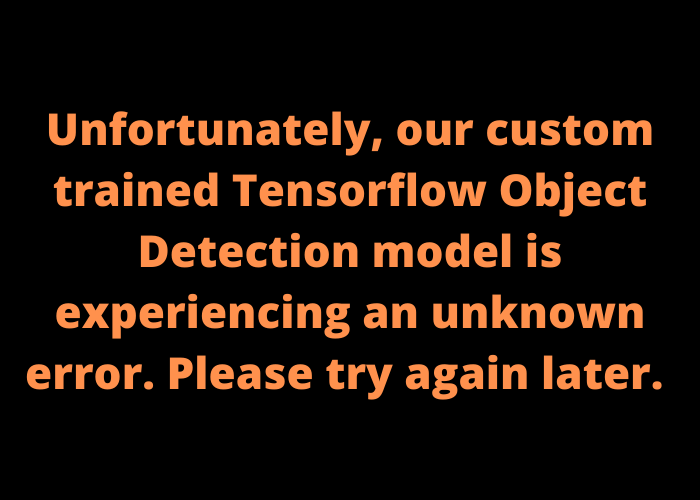 Unfortunately, our custom
trained Tensorflow Object
Detection model is
experiencing an unknown
error. Please try again later.